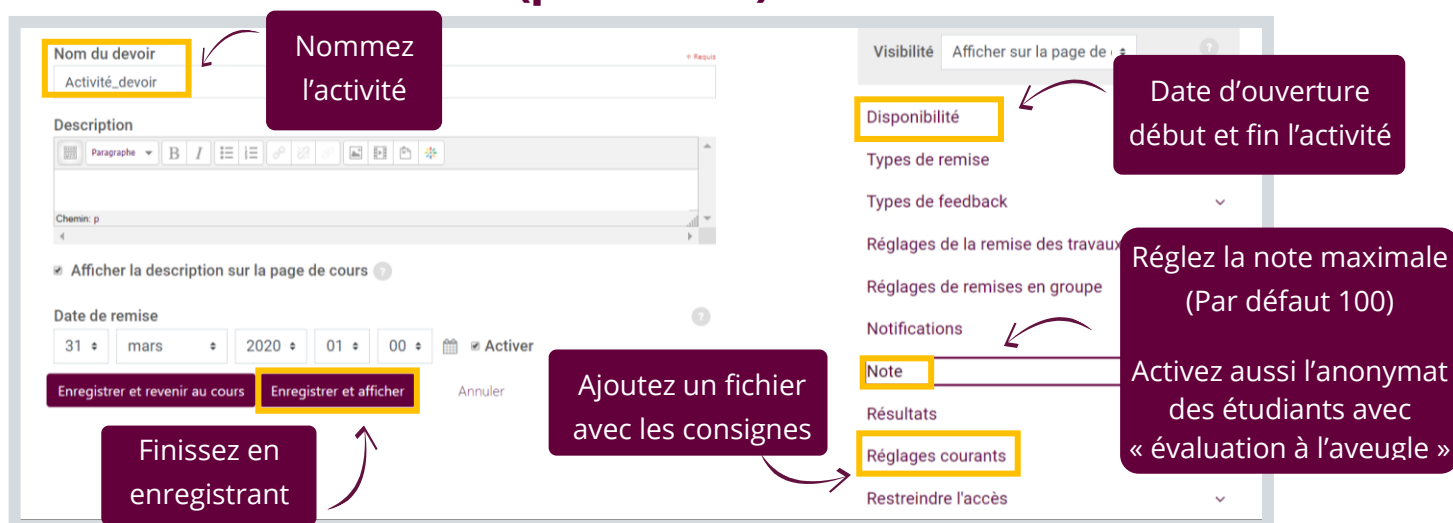 Nommez
l’activité
Nom du devoir
Requis
Activité_devoir
Description
Paragraphe
B I
Chemin: p
Afficher la description sur la page de cours
Date de remise
31 mars 2020 01 00 Activer
Enregistrer et revenir au cours Enregistrer et afficher Annuler
Finissez en
enregistrant
Ajoutez un fichier
avec les consignes
Visibilité Afficher sur la page de
Date d’ouverture
début et fin l’activité
Disponibilité
Types de remise
Types de feedback
Réglages de la remise des travaux
Réglages de remises en groupe
Notifications
Note
Résultats
Réglages courants
Restreindre l'accès
Réglez la note maximale
(Par défaut 100)
Activez aussi l’anonymat
des étudiants avec
« évaluation à l’aveugle »